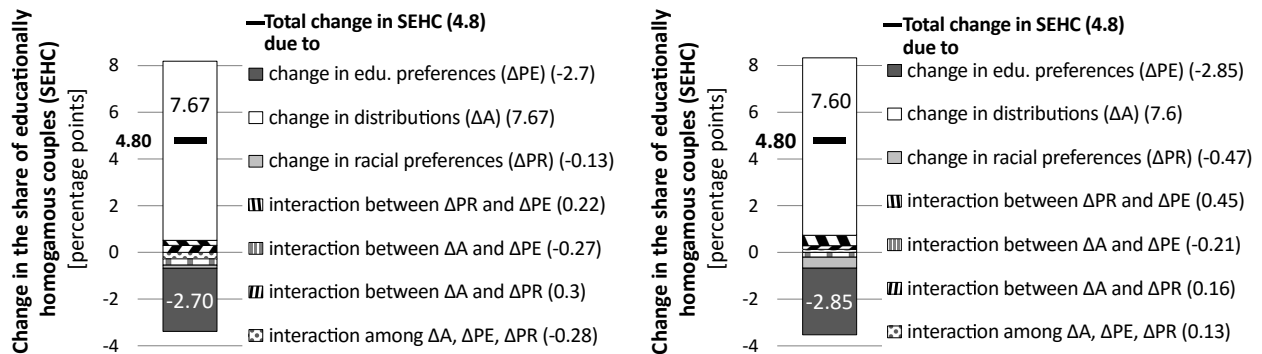 Change in the share of educationally
homogamous couples (SEHC)
[percentage points]
8
6
4.80
4
2
0
-2
-4
7.67
-2.70
Total change in SEHC (4.8)
due to
change in edu. preferences (ΔPE) (-2.7)
change in distributions (ΔA) (7.67)
change in racial preferences (ΔPR) (-0.13)
interaction between ΔPR and ΔPE (0.22)
interaction between ΔA and ΔPE (-0.27)
interaction between ΔA and ΔPR (0.3)
interaction among ΔA, ΔPE, ΔPR (-0.28)
Change in the share of educationally
homogamous couples (SEHC)
[percentage points]
8
6
4.80
4
2
0
-2
-4
7.60
-2.85
Total change in SEHC (4.8)
due to
change in edu. preferences (ΔPE) (-2.85)
change in distributions (ΔA) (7.6)
change in racial preferences (ΔPR) (-0.47)
interaction between ΔPR and ΔPE (0.45)
interaction between ΔA and ΔPE (-0.21)
interaction between ΔA and ΔPR (0.16)
interaction among ΔA, ΔPE, ΔPR (0.13)